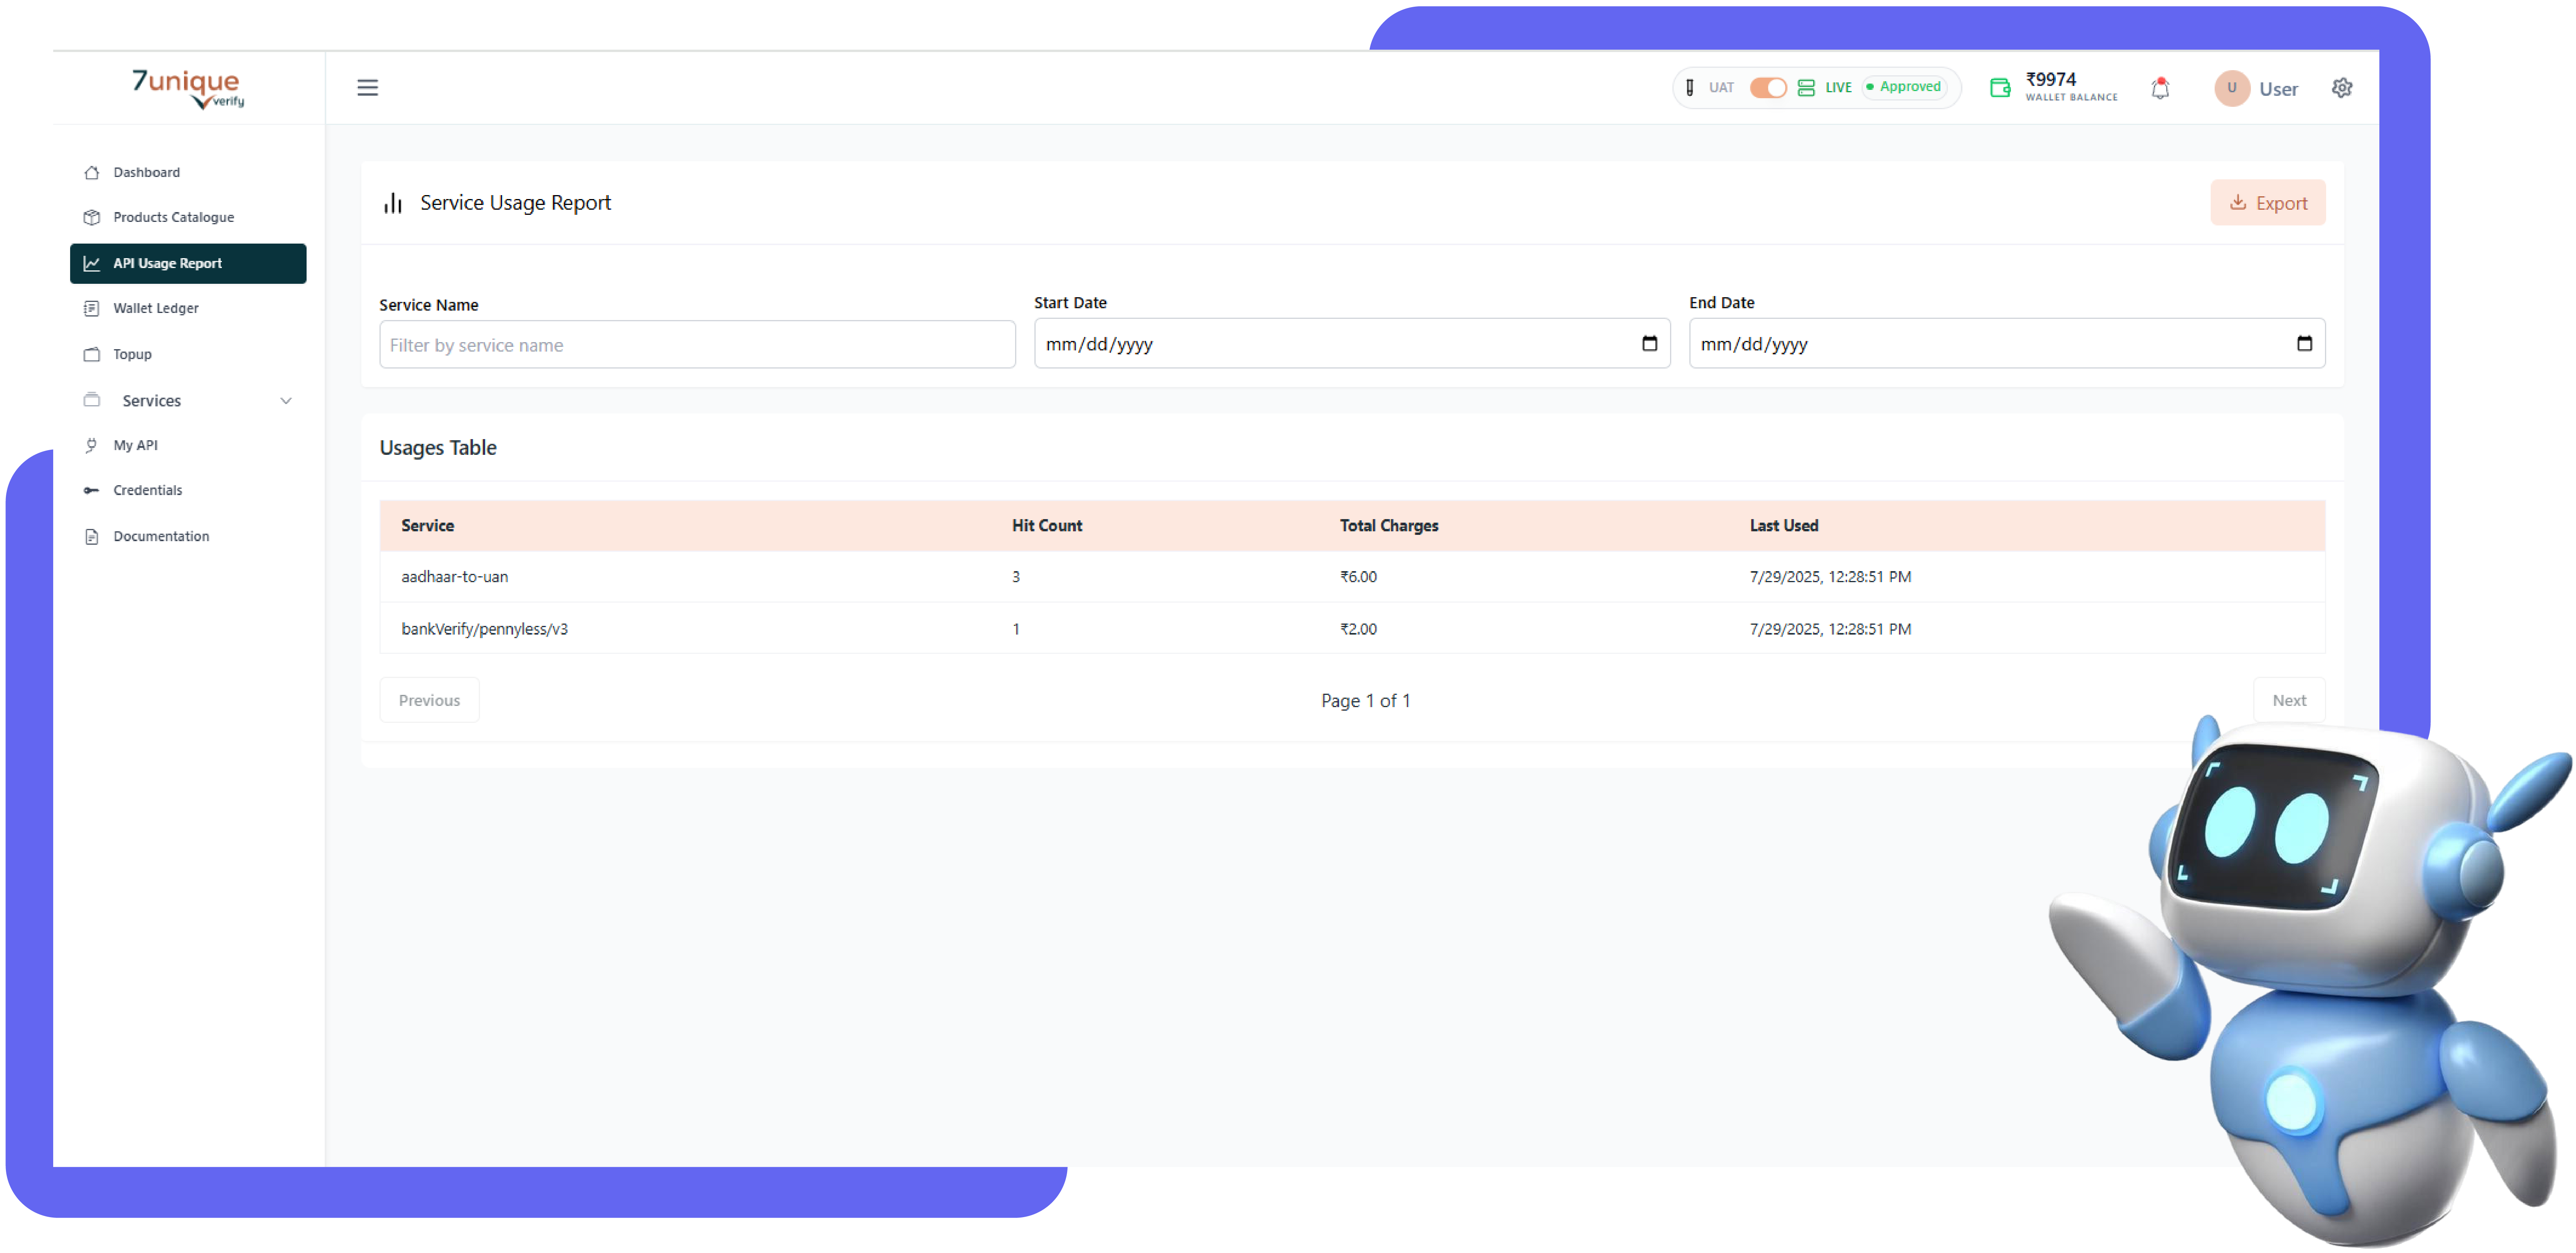 7unique
verify
UAT
LIVE
Approved
₹9974
WALLET BALANCE
U
User
Dashboard
Products Catalogue
API Usage Report
Wallet Ledger
Topup
Services
My API
Credentials
Documentation
Service Usage Report
Export
Service Name
Start Date
End Date
Filter by service name
mm/dd/yyyy
mm/dd/yyyy
Usages Table
Service Hit Count Total Charges Last Used
aadhaar-to-uan 3 ₹6.00 7/29/2025, 12:28:51 PM
bankVerify/pennyless/v3 1 ₹2.00 7/29/2025, 12:28:51 PM
Previous
Page 1 of 1
Next